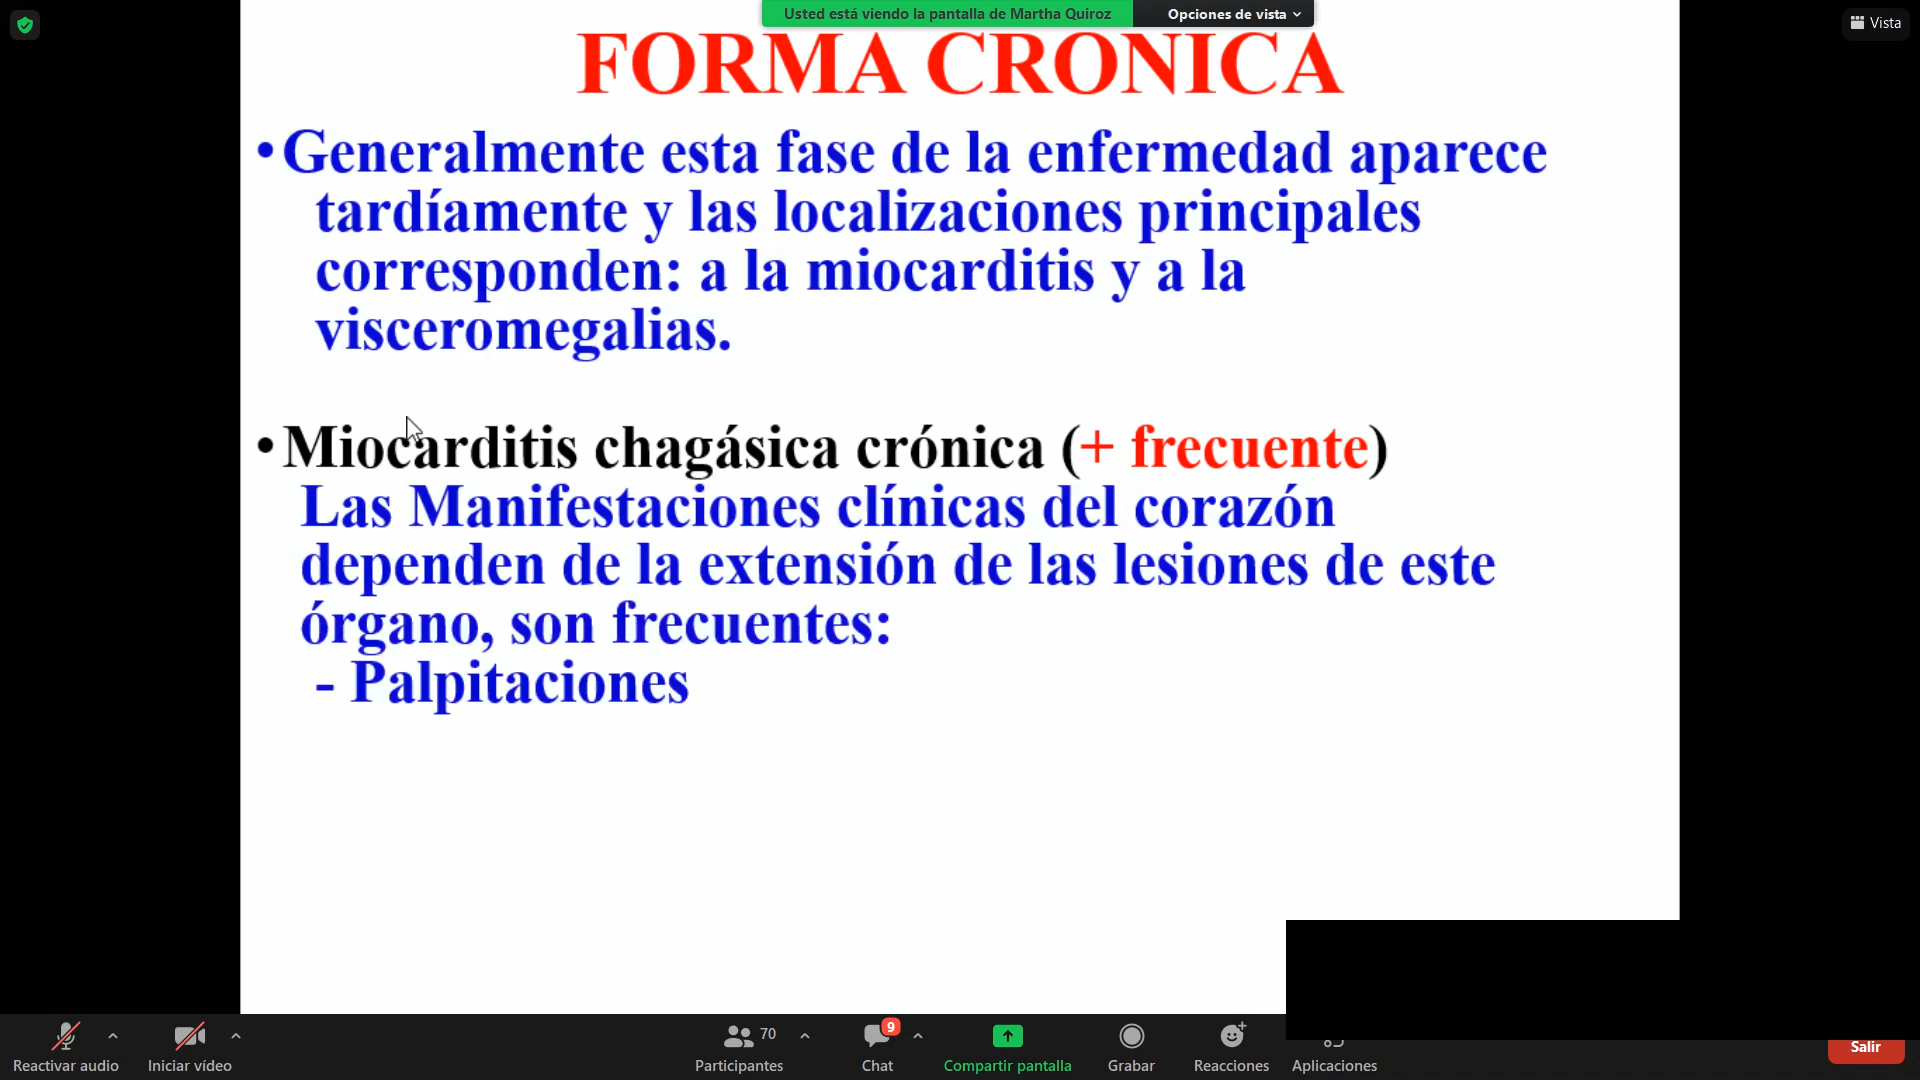 Usted está viendo la pantalla de Martha Quiroz
Opciones de vista
Vista
FORMA CRONICA
•Generalmente esta fase de la enfermedad aparece
tardíamente y las localizaciones principales
corresponden: a la miocarditis y a la
visceromegalias.
•Miocarditis chagásica crónica (+ frecuente)
Las Manifestaciones clínicas del corazón
dependen de la extensión de las lesiones de este
órgano, son frecuentes:
- Palpitaciones
Reactivar audio
Iniciar vídeo
70
Participantes
9
Chat
Compartir pantalla
Grabar
Reacciones
Aplicaciones
Salir